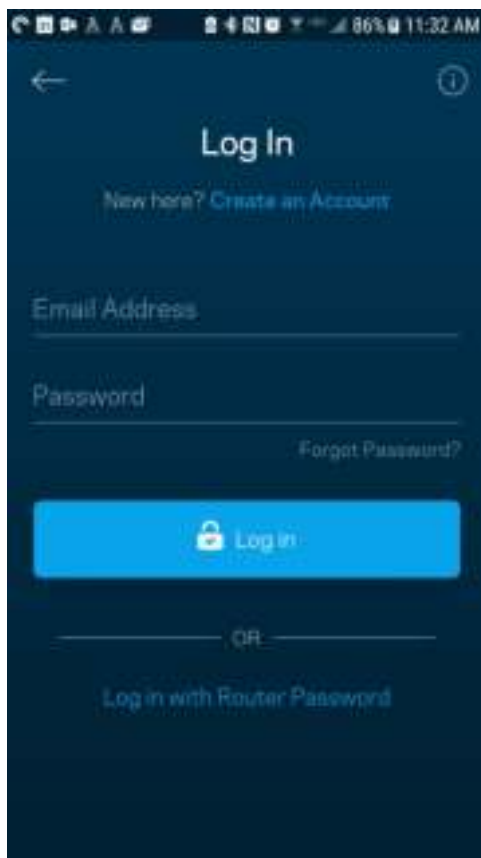 86% 11:32 AM
Log In
New here? Create an Account
Email Address
Password
Forgot Password?
Log in
OR
Log in with Router Password